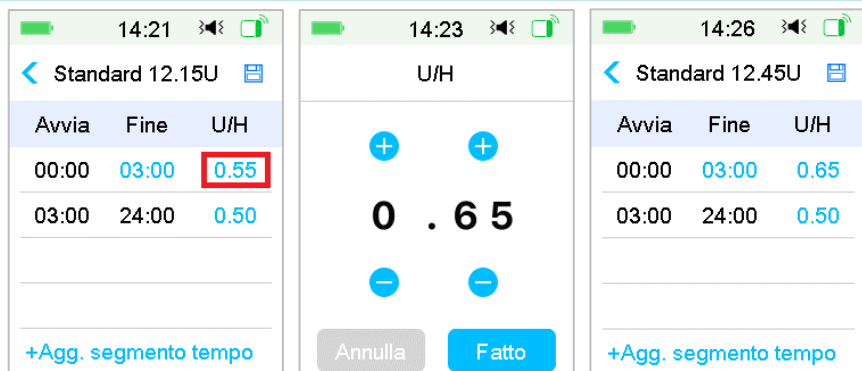 14:21
Standard 12.15U
Avvia Fine U/H
00:00 03:00 0.55
03:00 24:00 0.50
+Agg. segmento tempo
14:23
U/H
0 . 6 5
Annulla Fatto
14:26
Standard 12.45U
Avvia Fine U/H
00:00 03:00 0.65
03:00 24:00 0.50
+Agg. segmento tempo